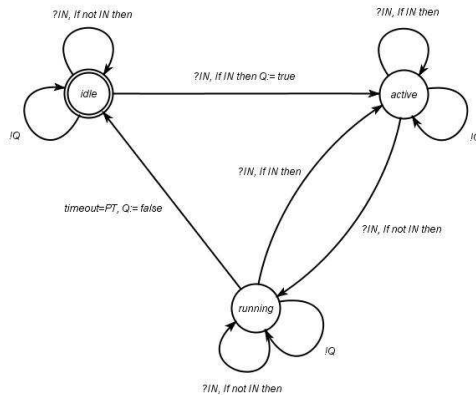 ?IN, If not IN then
?IN, If IN then
?IN, If IN then Q:= true
idle
active
!Q
timeout=PT, Q:= false
?IN, If IN then
?IN, If not IN then
running
!Q
?IN, If not IN then